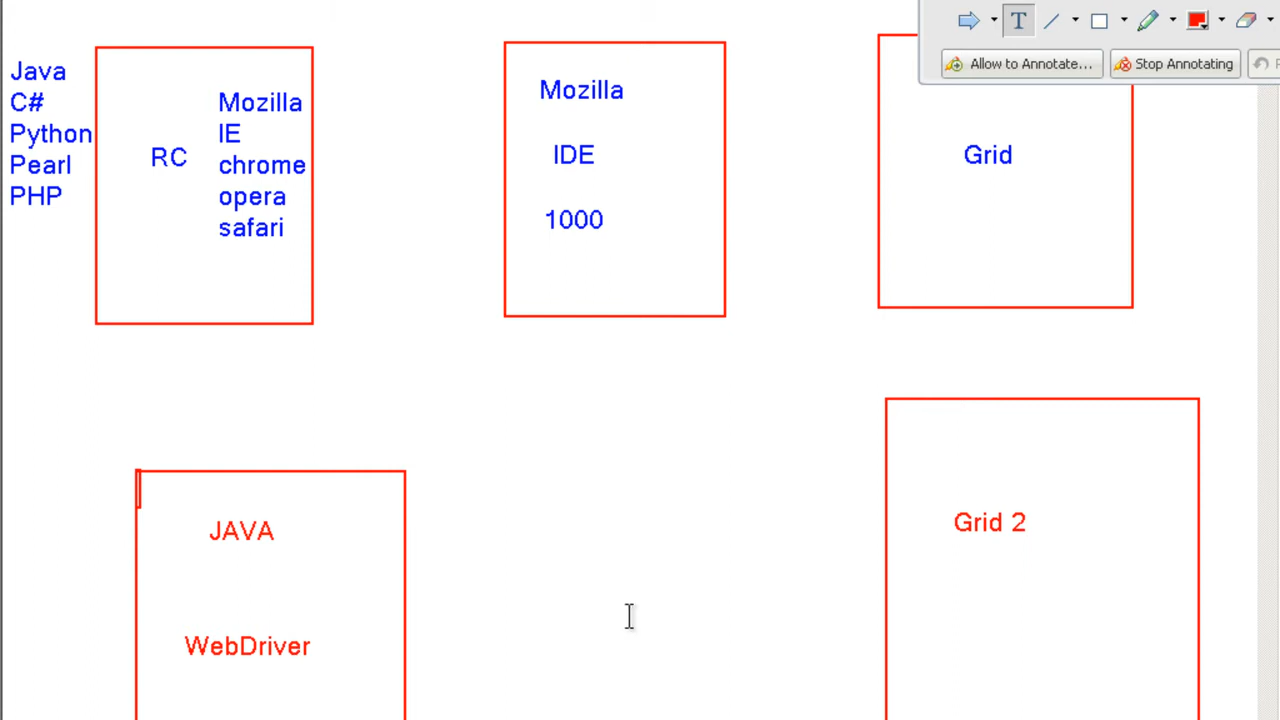 Java
C#
Python
Pearl
PHP
RC
Mozilla
IE
chrome
opera
safari
Mozilla
IDE
1000
Grid
T
Allow to Annotate...
Stop Annotating
JAVA
WebDriver
Grid 2